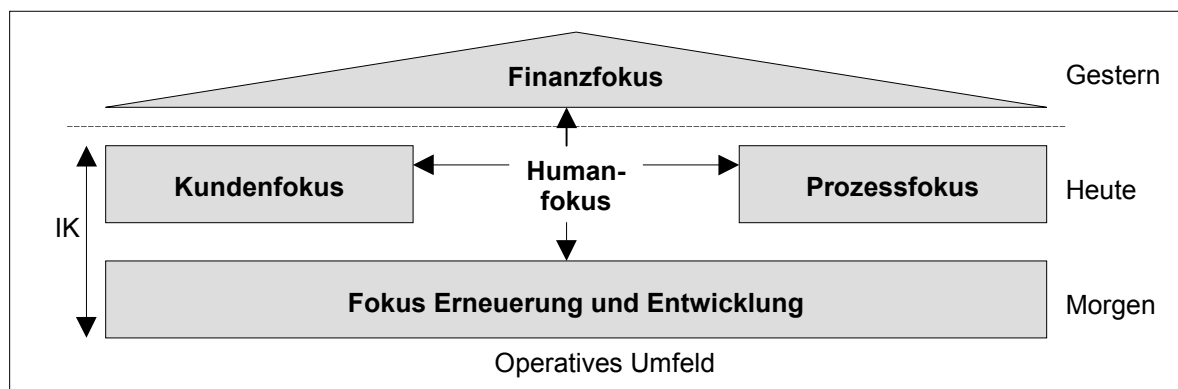 Finanzfokus
Gestern
Kundenfokus
Human-
fokus
Prozessfokus
Heute
IK
Fokus Erneuerung und Entwicklung
Morgen
Operatives Umfeld